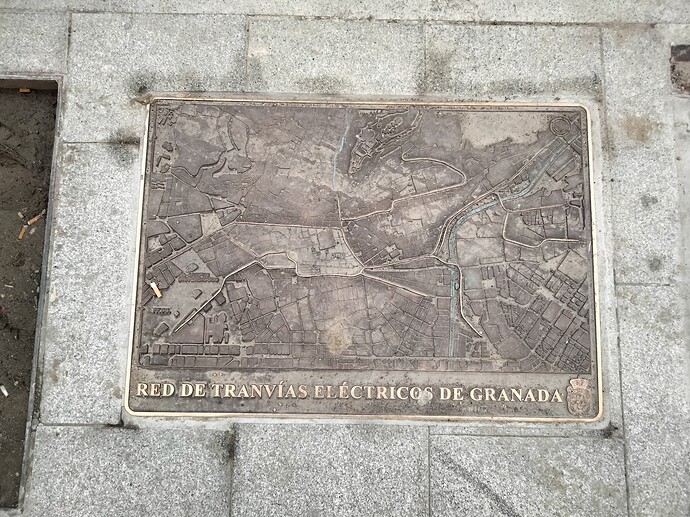 RED DE TRANVÍAS ELÉCTRICOS DE GRANADA